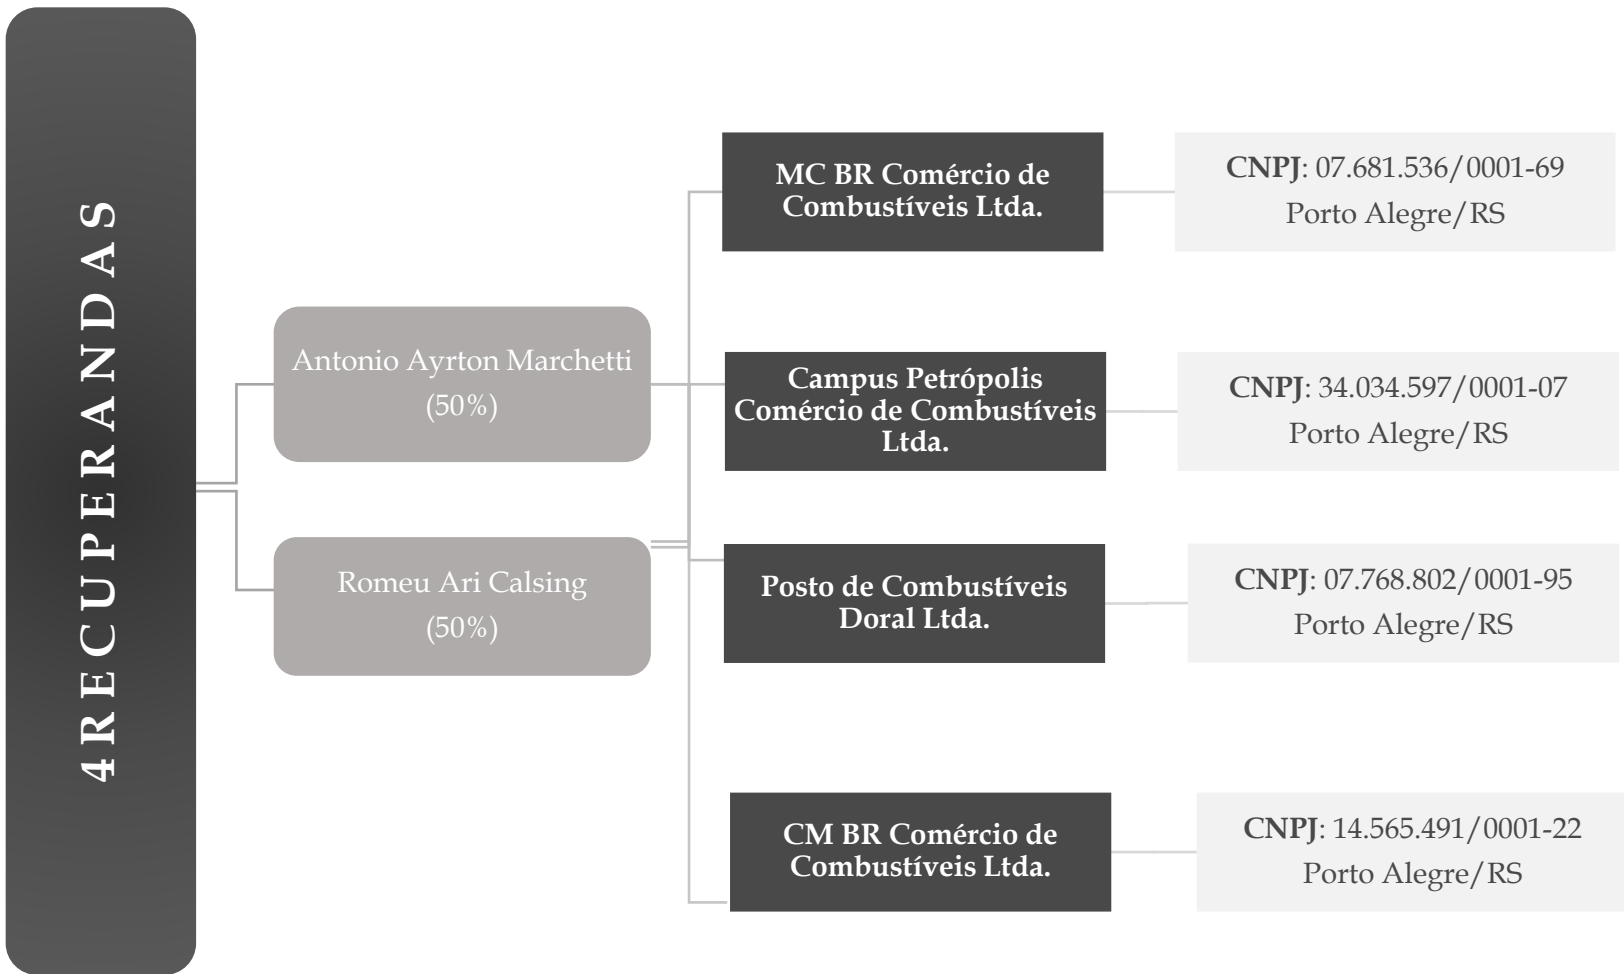 4RECUPERANDAS
Antonio Ayrton Marchetti
(50%)
Romeu Ari Calsing
(50%)
MC BR Comércio de
Combustíveis Ltda.
CNPJ: 07.681.536/0001-69
Porto Alegre/RS
Campus Petrópolis
Comércio de Combustíveis
Ltda.
CNPJ: 34.034.597/0001-07
Porto Alegre/RS
Posto de Combustíveis
Doral Ltda.
CNPJ: 07.768.802/0001-95
Porto Alegre/RS
CM BR Comércio de
Combustíveis Ltda.
CNPJ: 14.565.491/0001-22
Porto Alegre/RS